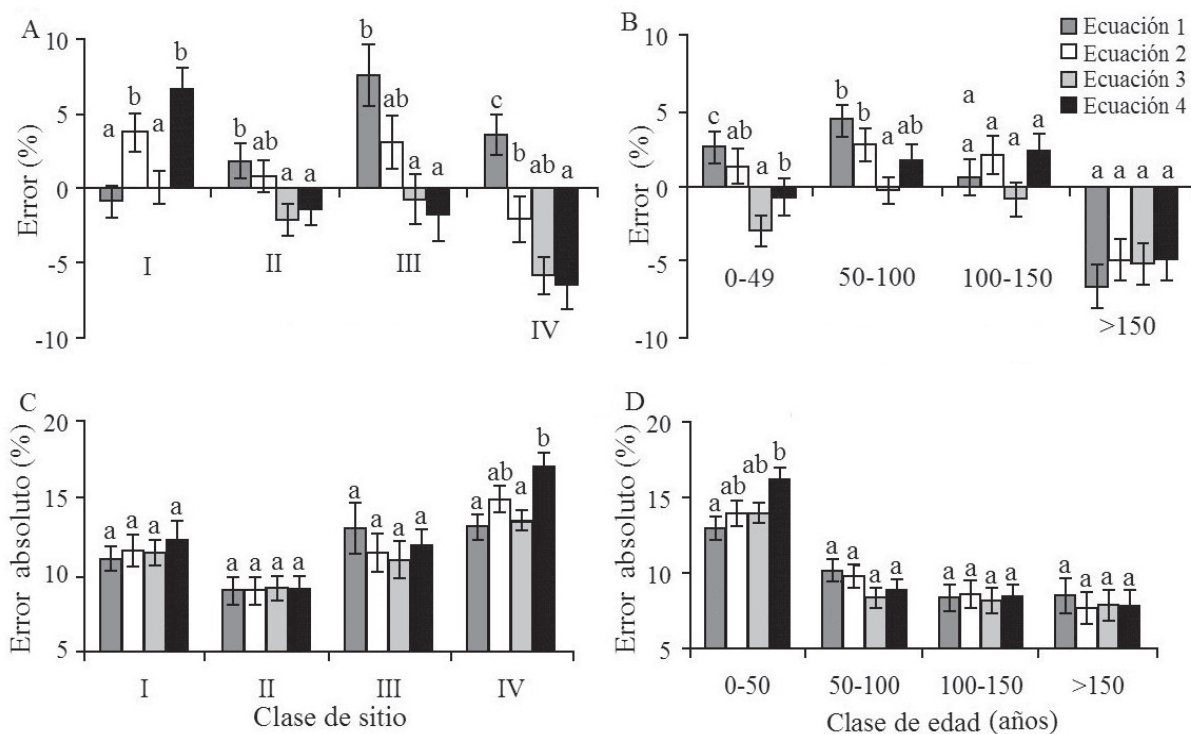 A
Error (%)
10
5
0
-5
-10
a b a b
b ab a a
b ab a a
c b ab a
I II III IV
B
Error (%)
10
5
0
-5
-10
c ab a b
b b a ab
a a a a
a a a a
0-49 50-100 100-150 >150
Ecuación 1
Ecuación 2
Ecuación 3
Ecuación 4
C
Error absoluto (%)
20
15
10
5
a a a a
a a a a
a a a a
a ab a b
I II III IV
Clase de sitio
D
Error absoluto (%)
20
15
10
5
a ab ab b
a a a a
a a a a
a a a a
0-50 50-100 100-150 >150
Clase de edad (años)